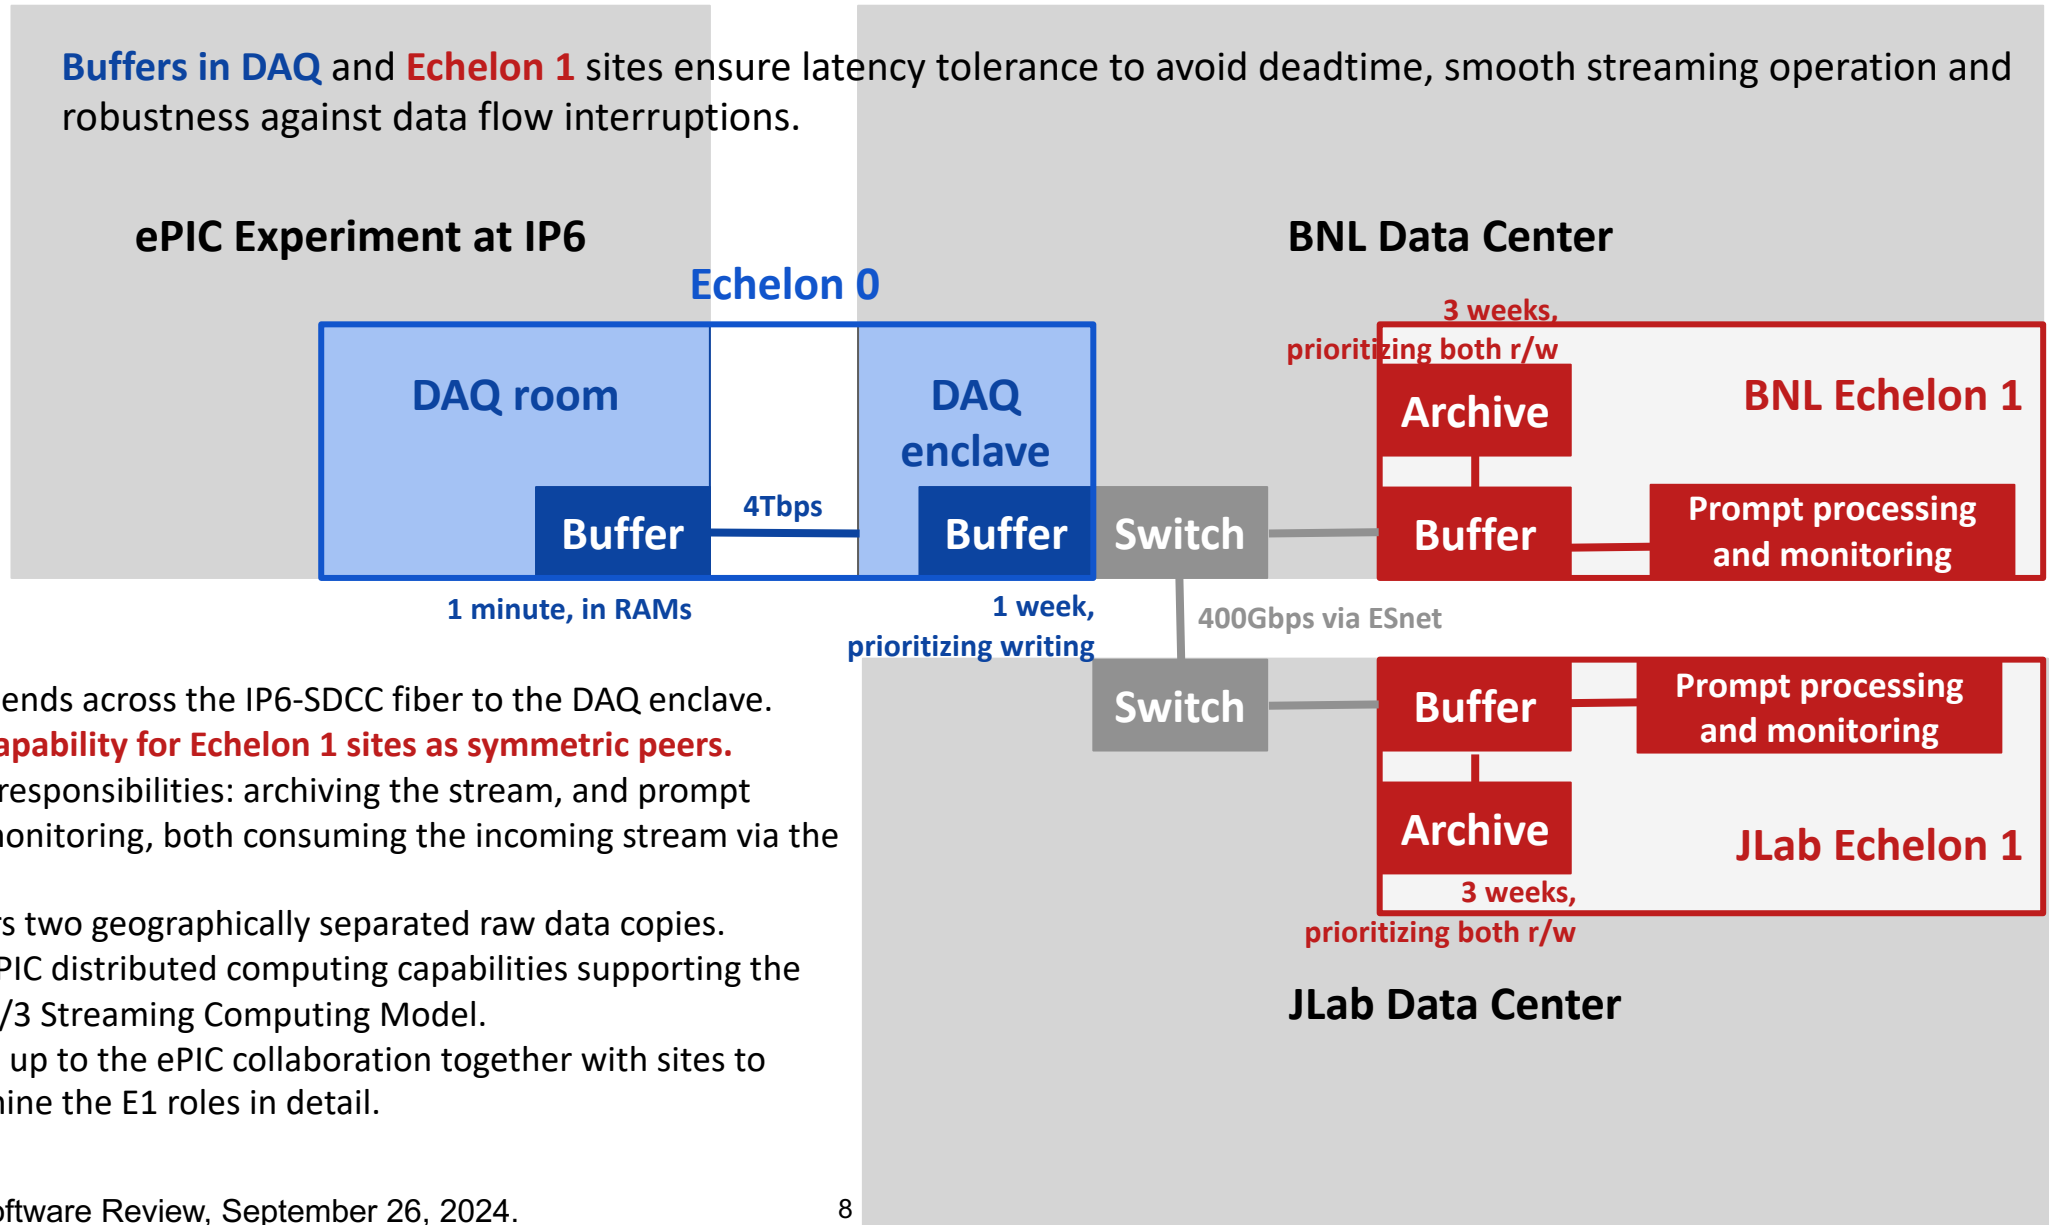 Buffers in DAQ and Echelon 1 sites ensure latency tolerance to avoid deadtime, smooth streaming operation and
robustness against data flow interruptions.
ePIC Experiment at IP6
BNL Data Center
Echelon 0
3 weeks,
prioritizing both r/w
DAQ room
DAQ
enclave
Archive
BNL Echelon 1
Buffer
4Tbps
Buffer
Switch
Buffer
Prompt processing
and monitoring
1 minute, in RAMs
1 week,
prioritizing writing
400Gbps via ESnet
Switch
Buffer
Prompt processing
and monitoring
Archive
JLab Echelon 1
3 weeks,
prioritizing both r/w
JLab Data Center
ends across the IP6-SDCC fiber to the DAQ enclave.
apability for Echelon 1 sites as symmetric peers.
responsibilities: archiving the stream, and prompt
nonitoring, both consuming the incoming stream via the
rs two geographically separated raw data copies.
PIC distributed computing capabilities supporting the
/3 Streaming Computing Model.
up to the ePIC collaboration together with sites to
nine the E1 roles in detail.
oftware Review, September 26, 2024.
8